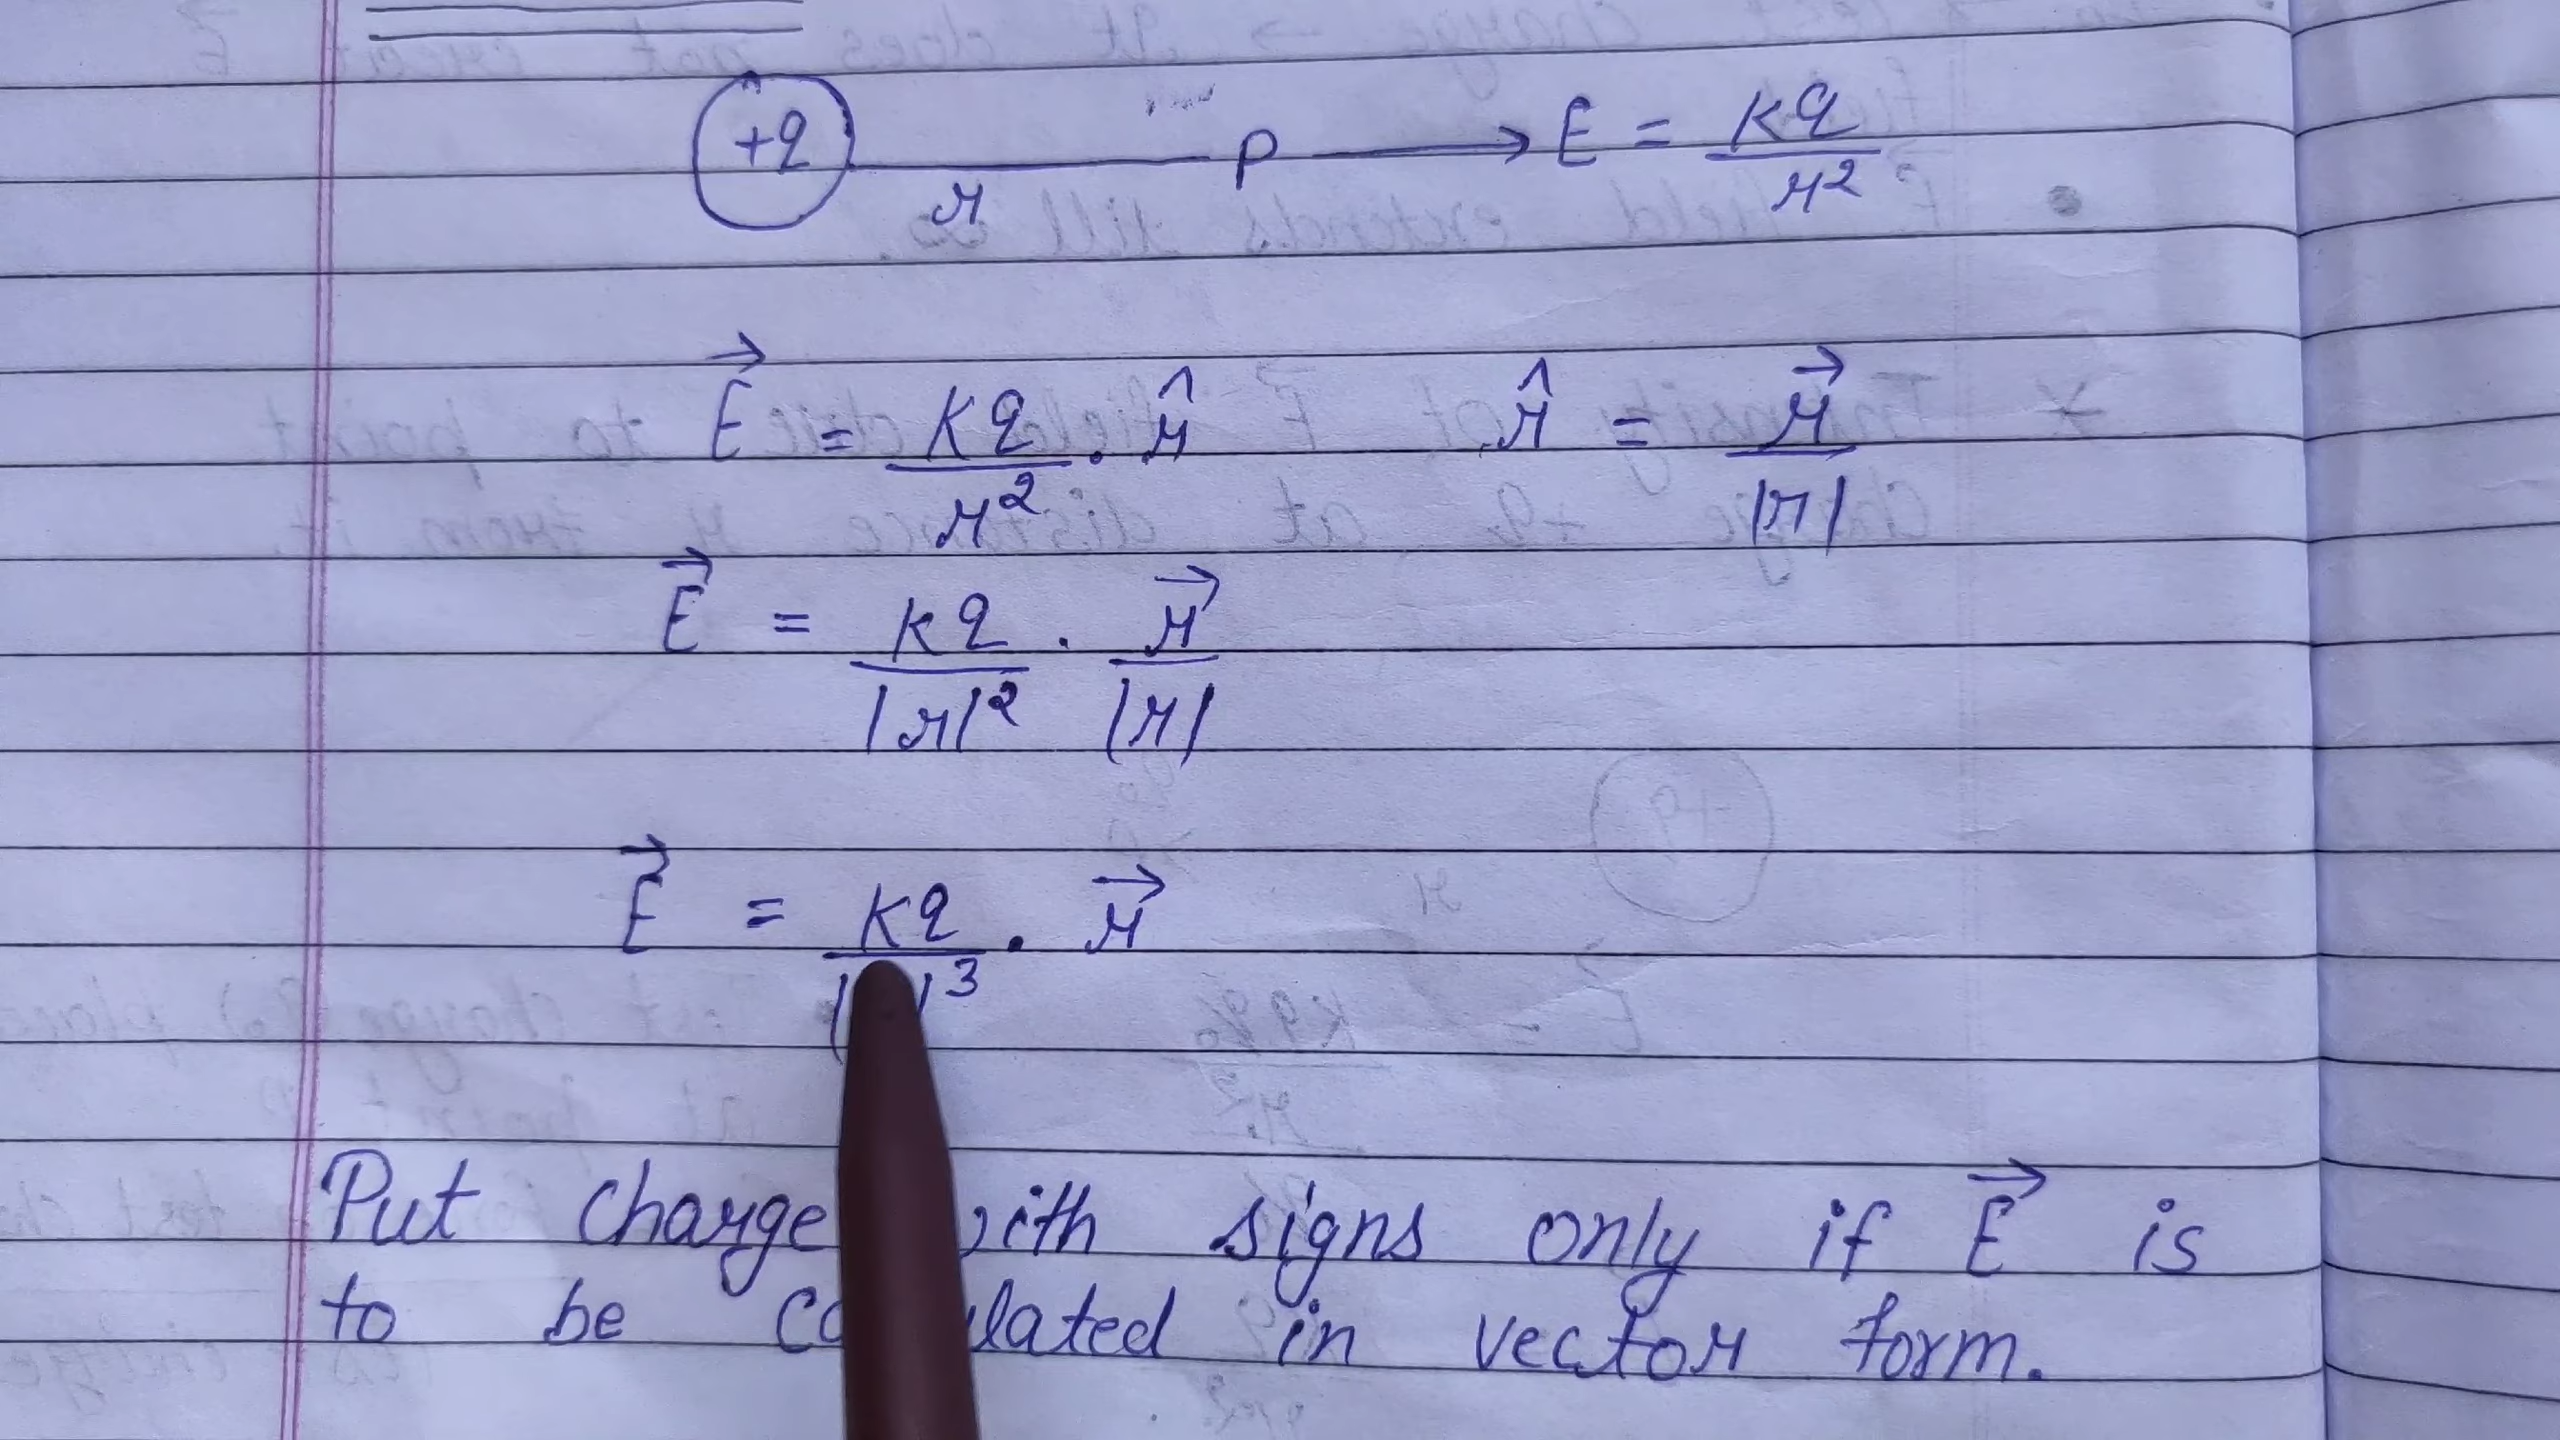 +q r P → E = Kq/r²
E⃗ = Kq/r² . r̂ r̂ = r⃗/|r|
E⃗ = Kq/|r|² . r⃗/|r|
E⃗ = Kq/| |³ . r⃗
Put charge with signs only if E⃗ is
to be calculated in vector form.